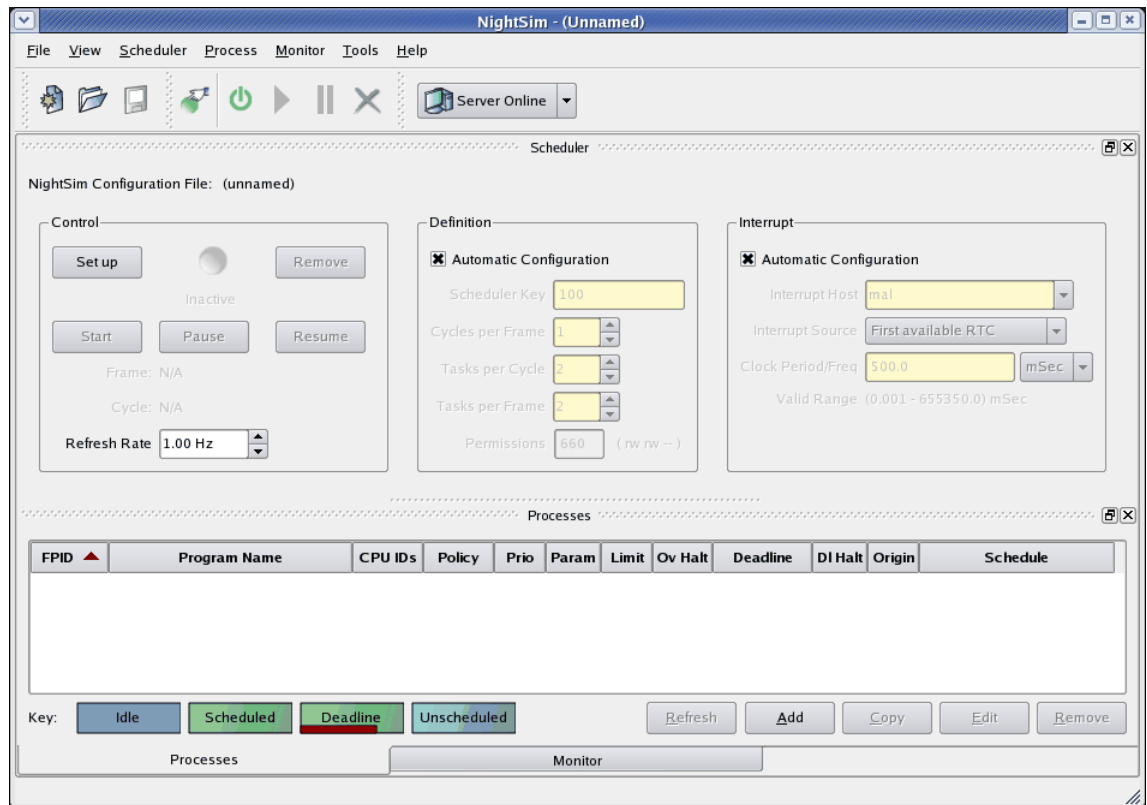 NightSim - (Unnamed)
File View Scheduler Process Monitor Tools Help
Server Online
Scheduler
NightSim Configuration File: (unnamed)
Control
Set up
Remove
Inactive
Start
Pause
Resume
Frame: N/A
Cycle: N/A
Refresh Rate 1.00 Hz
Definition
Automatic Configuration
Scheduler Key 100
Cycles per Frame 1
Tasks per Cycle 2
Tasks per Frame 2
Permissions 660 ( rw rw -- )
Interrupt
Automatic Configuration
Interrupt Host mal
Interrupt Source First available RTC
Clock Period/Freq 500.0 mSec
Valid Range (0.001 - 655350.0) mSec
Processes
FPID Program Name CPU IDs Policy Prio Param Limit Ov Halt Deadline Dl Halt Origin Schedule
Key: Idle Scheduled Deadline Unscheduled Refresh Add Copy Edit Remove
Processes Monitor